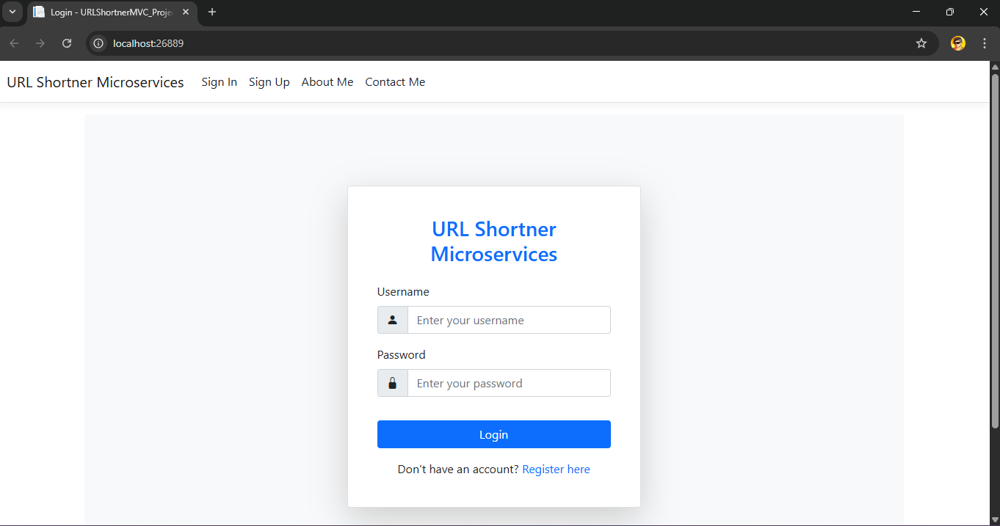 Login - URLShortnerMVC_Proje
localhost:26889
URL Shortner Microservices Sign In Sign Up About Me Contact Me
URL Shortner
Microservices
Username
Enter your username
Password
Enter your password
Login
Don't have an account? Register here